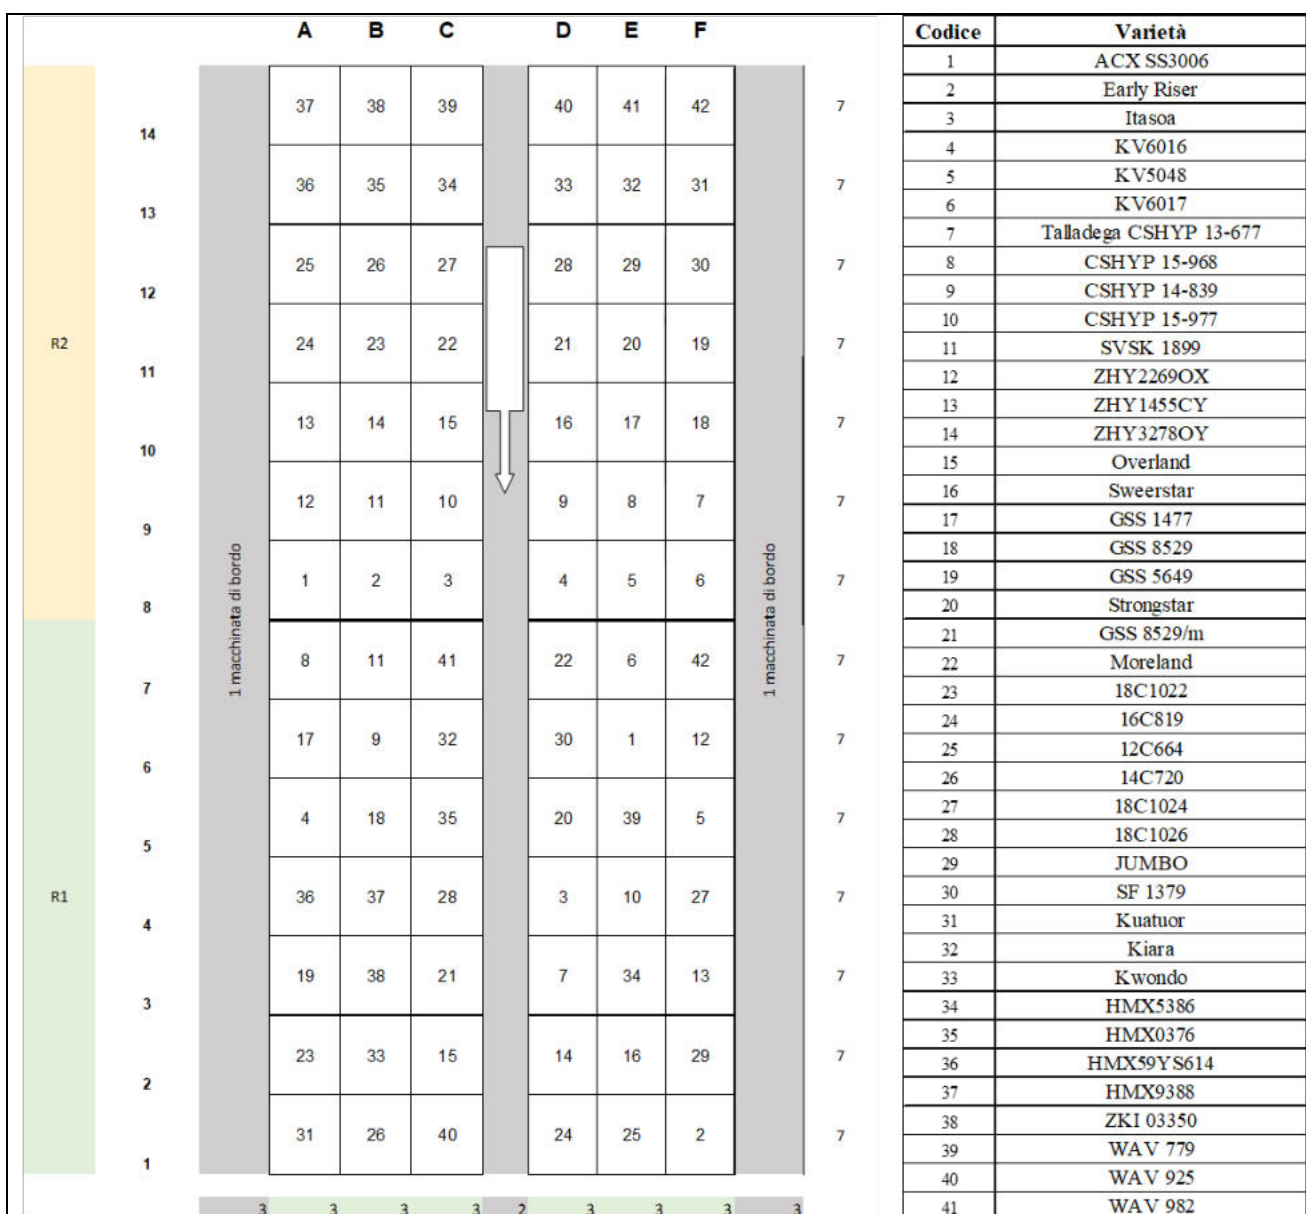 A B C D E F
37 38 39 40 41 42 7
14
36 35 34 33 32 31 7
13
25 26 27 28 29 30 7
12
R2 24 23 22 21 20 19 7
11
13 14 15 16 17 18 7
10
12 11 10 9 8 7 7
9
1 macchinata di bordo
1 macchinata di bordo
1 2 3 4 5 6 7
8
8 11 41 22 6 42 7
7
17 9 32 30 1 12 7
6
4 18 35 20 39 5 7
5
R1 36 37 28 3 10 27 7
4
19 38 21 7 34 13 7
3
23 33 15 14 16 29 7
2
31 26 40 24 25 2 7
1
3 3 3 3 2 3 3 3 3
Codice Varietà
1 ACX SS3006
2 Early Riser
3 Itasoa
4 KV6016
5 KV5048
6 KV6017
7 Talladega CSHYP 13-677
8 CSHYP 15-968
9 CSHYP 14-839
10 CSHYP 15-977
11 SVSK 1899
12 ZHY2269OX
13 ZHY1455CY
14 ZHY3278OY
15 Overland
16 Sweerstar
17 GSS 1477
18 GSS 8529
19 GSS 5649
20 Strongstar
21 GSS 8529/m
22 Moreland
23 18C1022
24 16C819
25 12C664
26 14C720
27 18C1024
28 18C1026
29 JUMBO
30 SF 1379
31 Kuatuor
32 Kiara
33 Kwondo
34 HMX5386
35 HMX0376
36 HMX59YS614
37 HMX9388
38 ZKI 03350
39 WAV 779
40 WAV 925
41 WAV 982